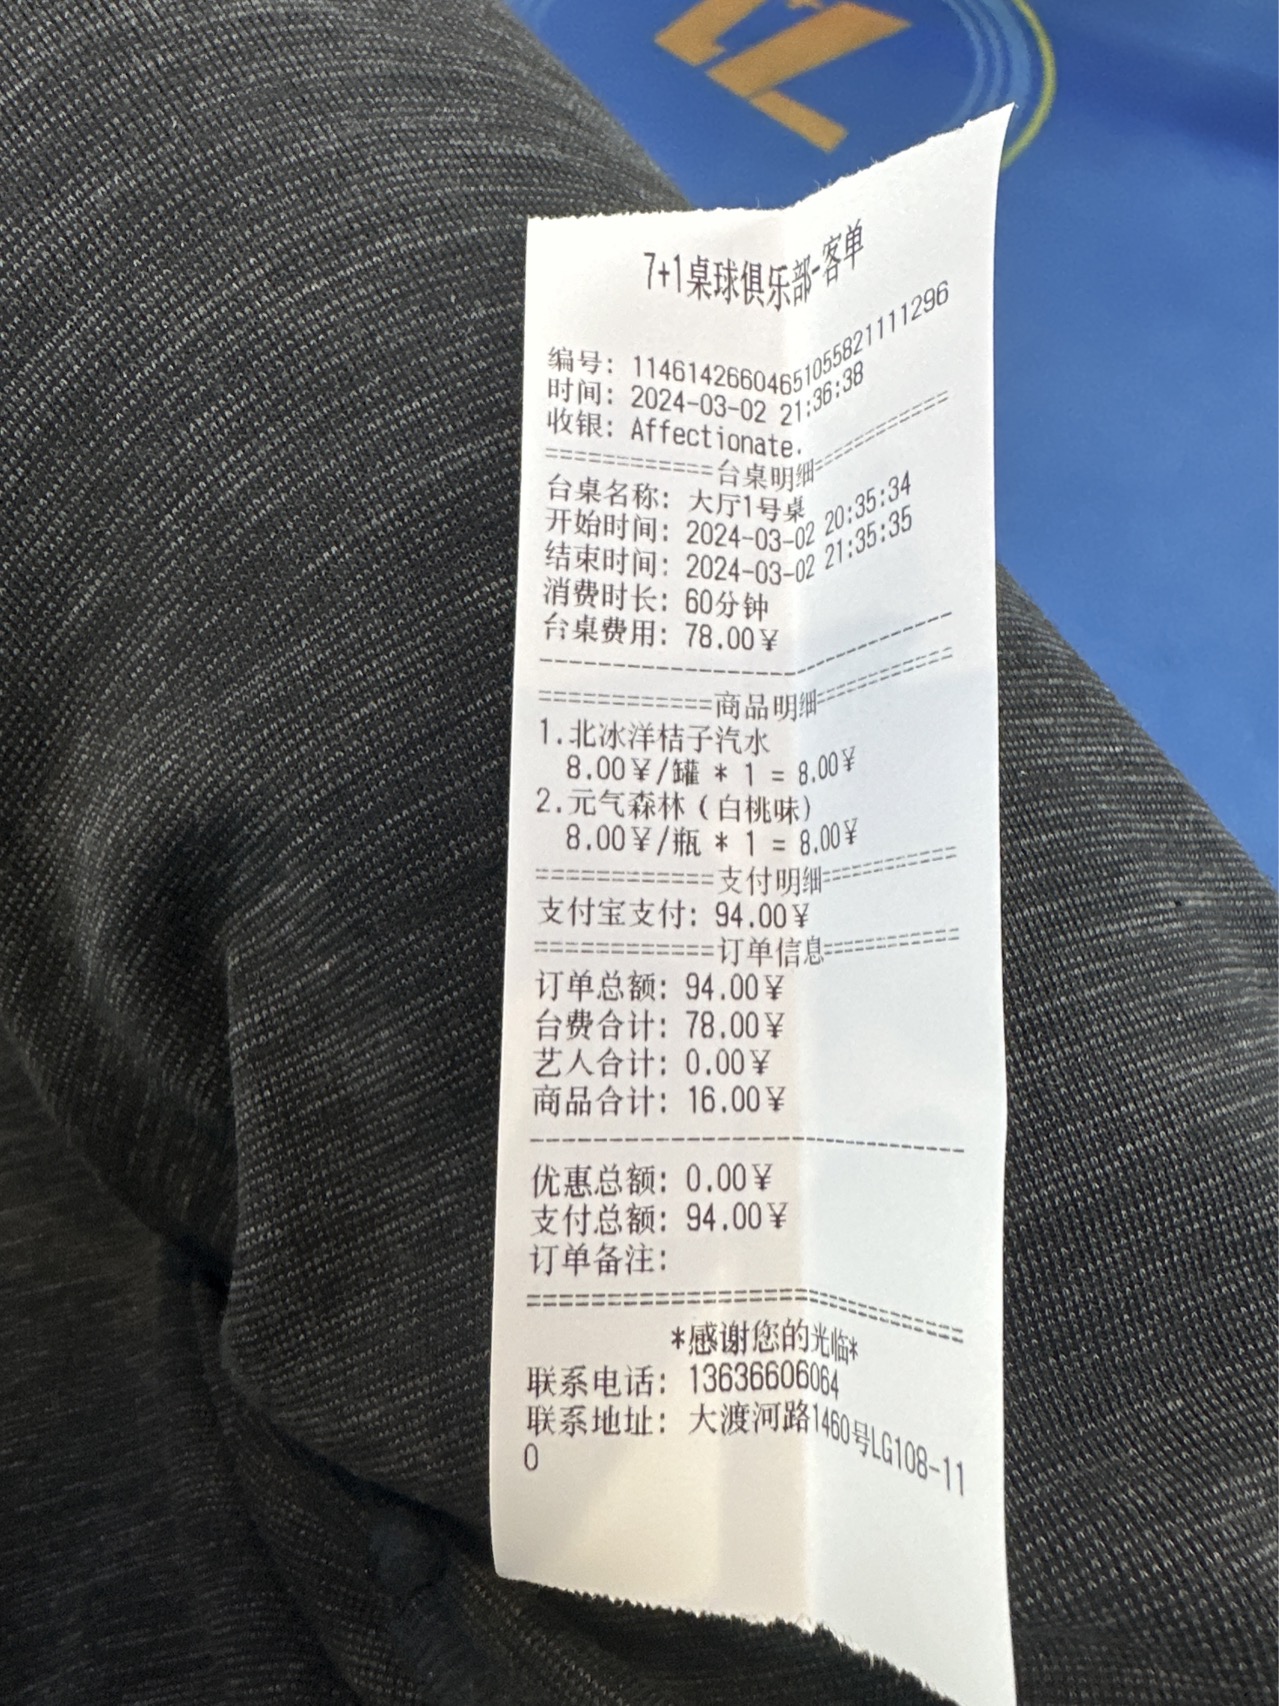 7+1桌球俱乐部-客单
编号: 1146142660465105582​1111296
时间: 2024-03-02 21:36:38
收银: Affectionate.
============台桌明细============
台桌名称: 大厅1号桌
开始时间: 2024-03-02 20:35:34
结束时间: 2024-03-02 21:35:35
消费时长: 60分钟
台桌费用: 78.00¥
--------------------------------
============商品明细============
1.北冰洋桔子汽水
8.00¥/罐 * 1 = 8.00¥
2.元气森林(白桃味)
8.00¥/瓶 * 1 = 8.00¥
============支付明细============
支付宝支付: 94.00¥
============订单信息============
订单总额: 94.00¥
台费合计: 78.00¥
艺人合计: 0.00¥
商品合计: 16.00¥
--------------------------------
优惠总额: 0.00¥
支付总额: 94.00¥
订单备注:
================================
*感谢您的光临*
联系电话: 13636606064
联系地址: 大渡河路1460号LG108-11
0